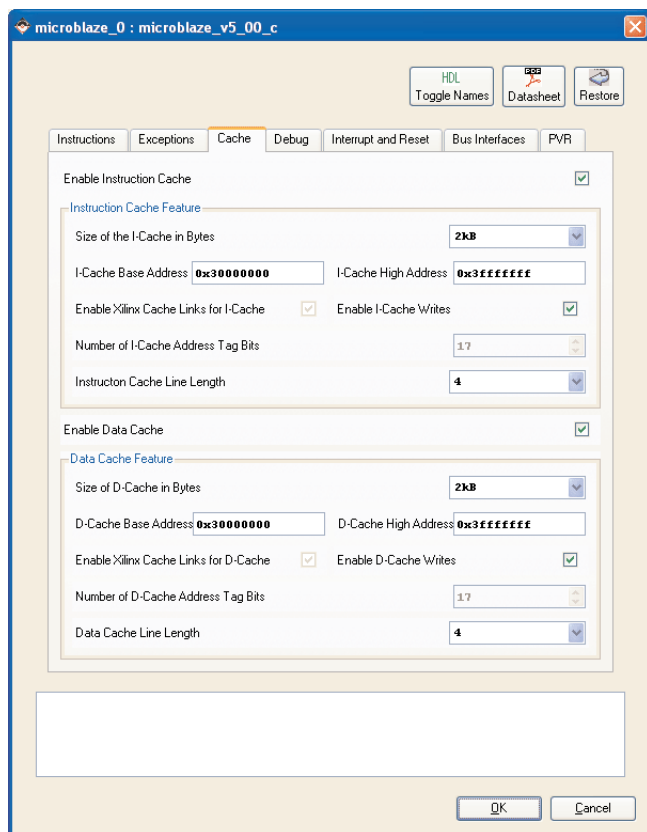 microblaze_0 : microblaze_v5_00_c
HDL
Toggle Names
PDF
Datasheet
Restore
Instructions Exceptions Cache Debug Interrupt and Reset Bus Interfaces PVR
Enable Instruction Cache
Instruction Cache Feature
Size of the I-Cache in Bytes 2kB
I-Cache Base Address 0x30000000 I-Cache High Address 0x3fffffff
Enable Xilinx Cache Links for I-Cache Enable I-Cache Writes
Number of I-Cache Address Tag Bits 17
Instructon Cache Line Length 4
Enable Data Cache
Data Cache Feature
Size of D-Cache in Bytes 2kB
D-Cache Base Address 0x30000000 D-Cache High Address 0x3fffffff
Enable Xilinx Cache Links for D-Cache Enable D-Cache Writes
Number of D-Cache Address Tag Bits 17
Data Cache Line Length 4
OK Cancel